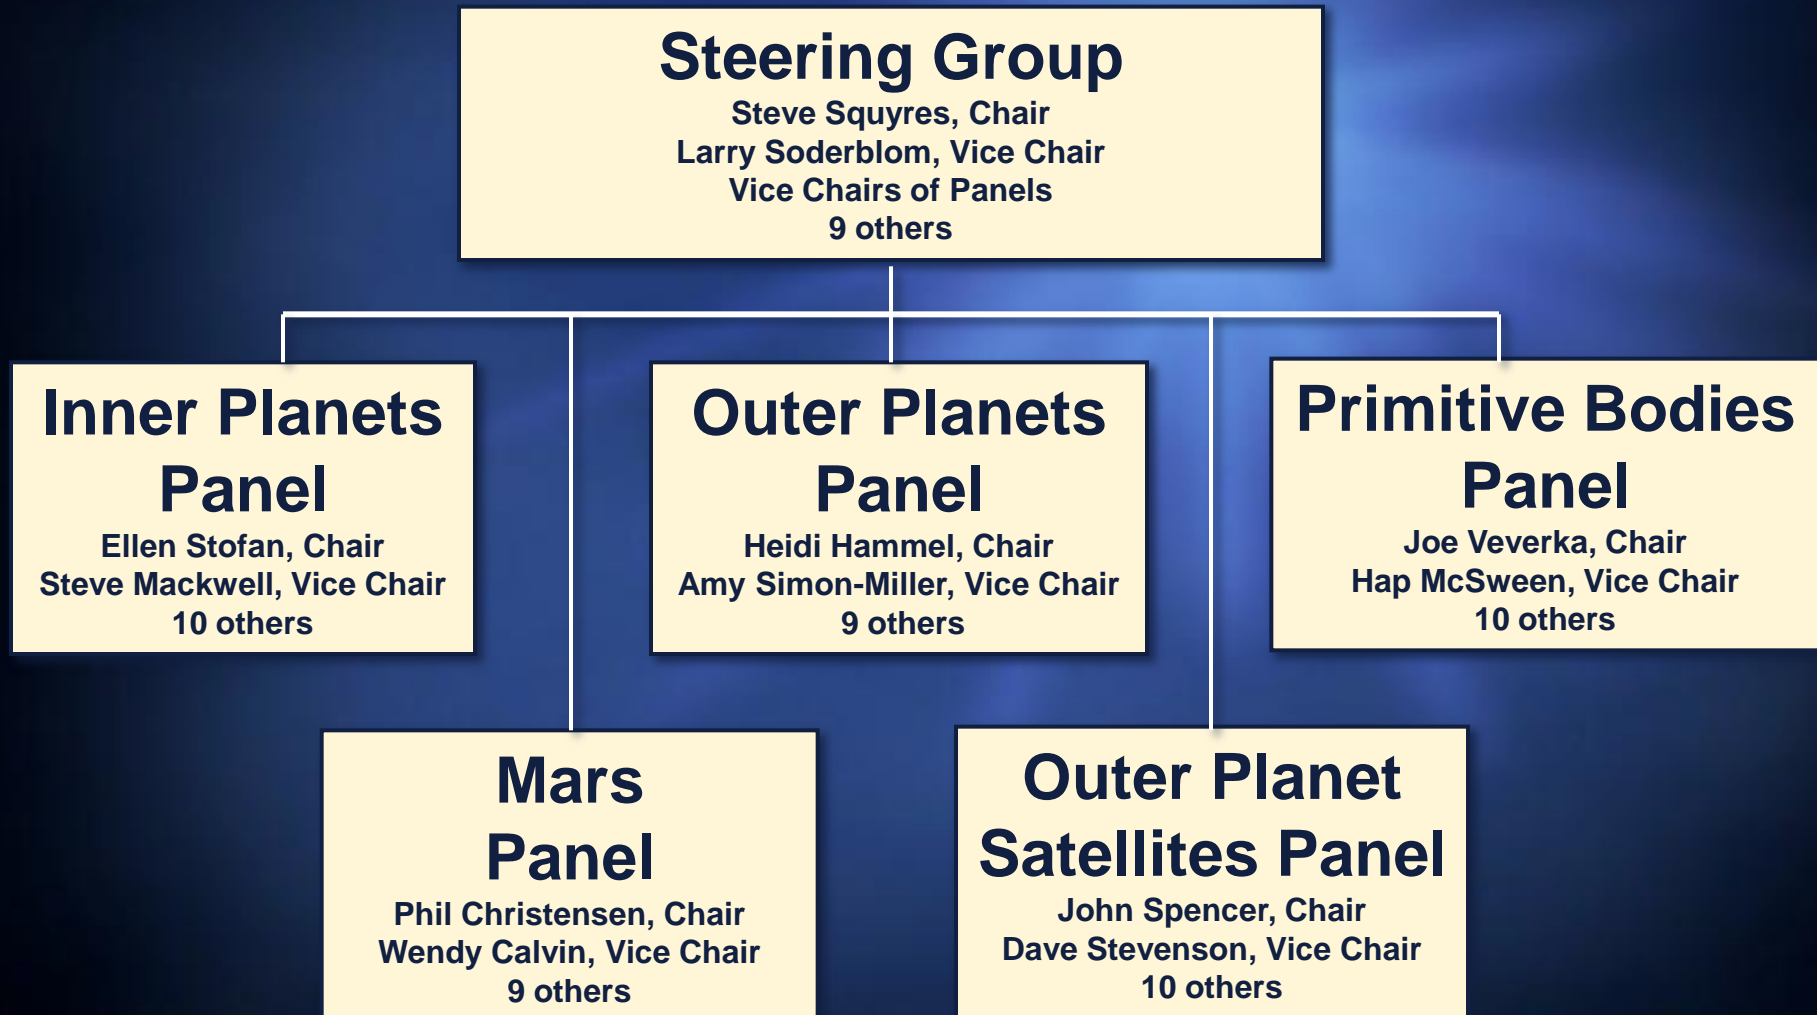 Steering Group
Steve Squyres, Chair
Larry Soderblom, Vice Chair
Vice Chairs of Panels
9 others
Inner Planets
Panel
Ellen Stofan, Chair
Steve Mackwell, Vice Chair
10 others
Outer Planets
Panel
Heidi Hammel, Chair
Amy Simon-Miller, Vice Chair
9 others
Primitive Bodies
Panel
Joe Veverka, Chair
Hap McSween, Vice Chair
10 others
Mars
Panel
Phil Christensen, Chair
Wendy Calvin, Vice Chair
9 others
Outer Planet
Satellites Panel
John Spencer, Chair
Dave Stevenson, Vice Chair
10 others